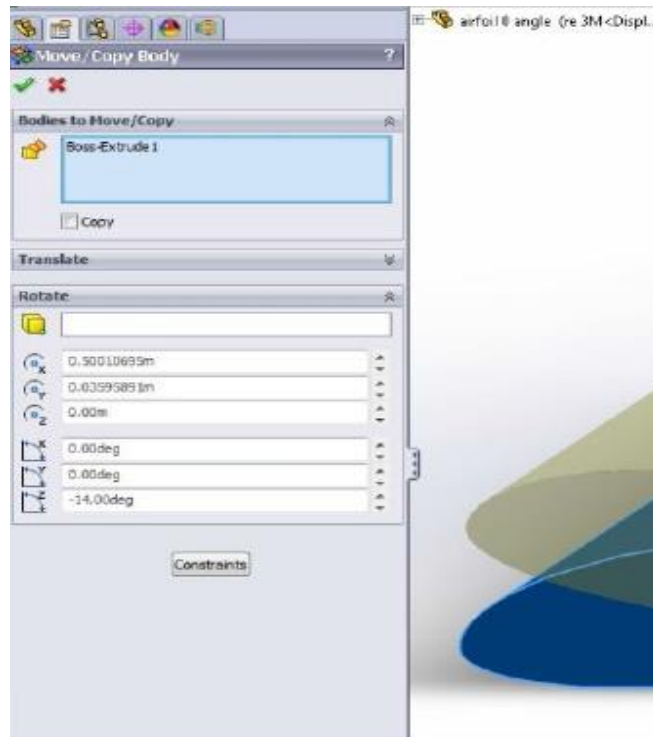 airfoil 0 angle (re 3M<Displ...
Move/Copy Body ?
Bodies to Move/Copy
Boss-Extrude1
Copy
Translate
Rotate
X 0.50010695m
Y 0.03595891m
Z 0.00m
X 0.00deg
Y 0.00deg
Z -14.00deg
Constraints